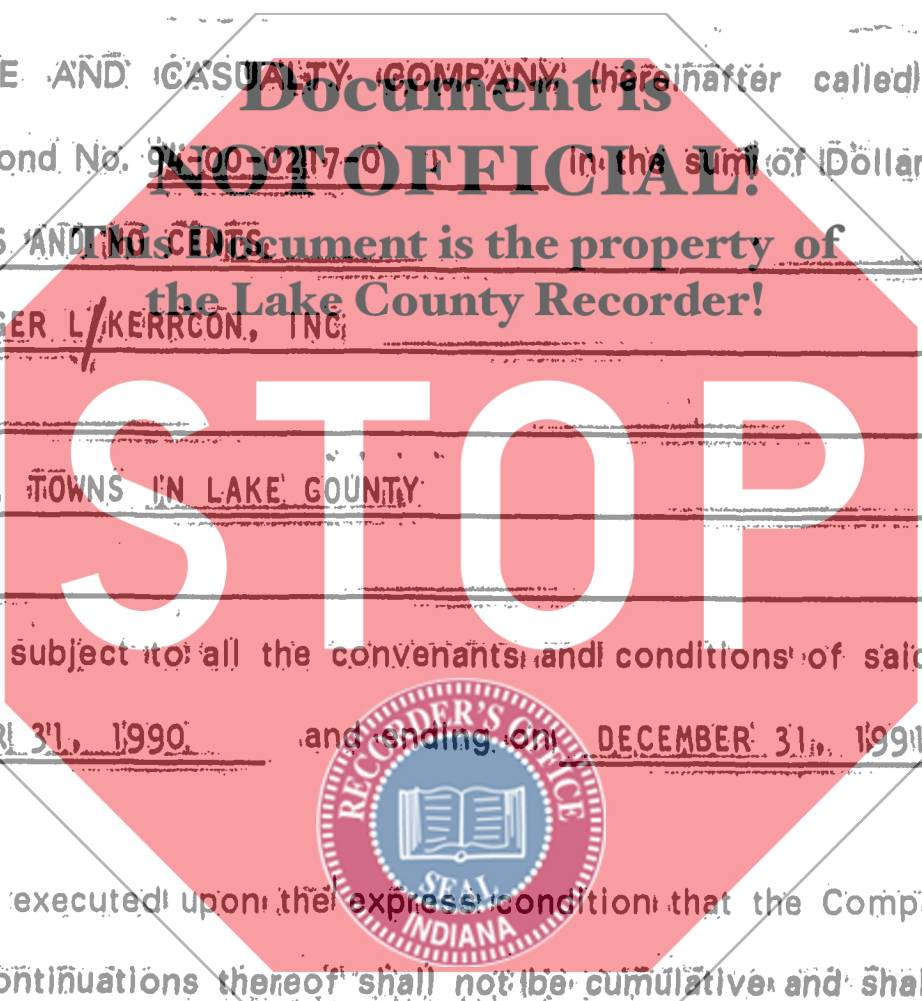 E AND CASUALTY COMPANY (hereinafter called
Document is
ond No. 94-00-0217-0 in the sum of Dollar
NOT OFFICIAL!
S AND NO CENTS
This Document is the property of
the Lake County Recorder!
GER L/KERRCON, INC
STOP
TOWNS IN LAKE COUNTY
subject to all the convenants and conditions of said
R 31, 1990 and ending on DECEMBER 31, 1991
RECORDER'S OFFICE
SEAL
INDIANA
executed upon the express condition that the Comp
ontinuations thereof shall not be cumulative and shal